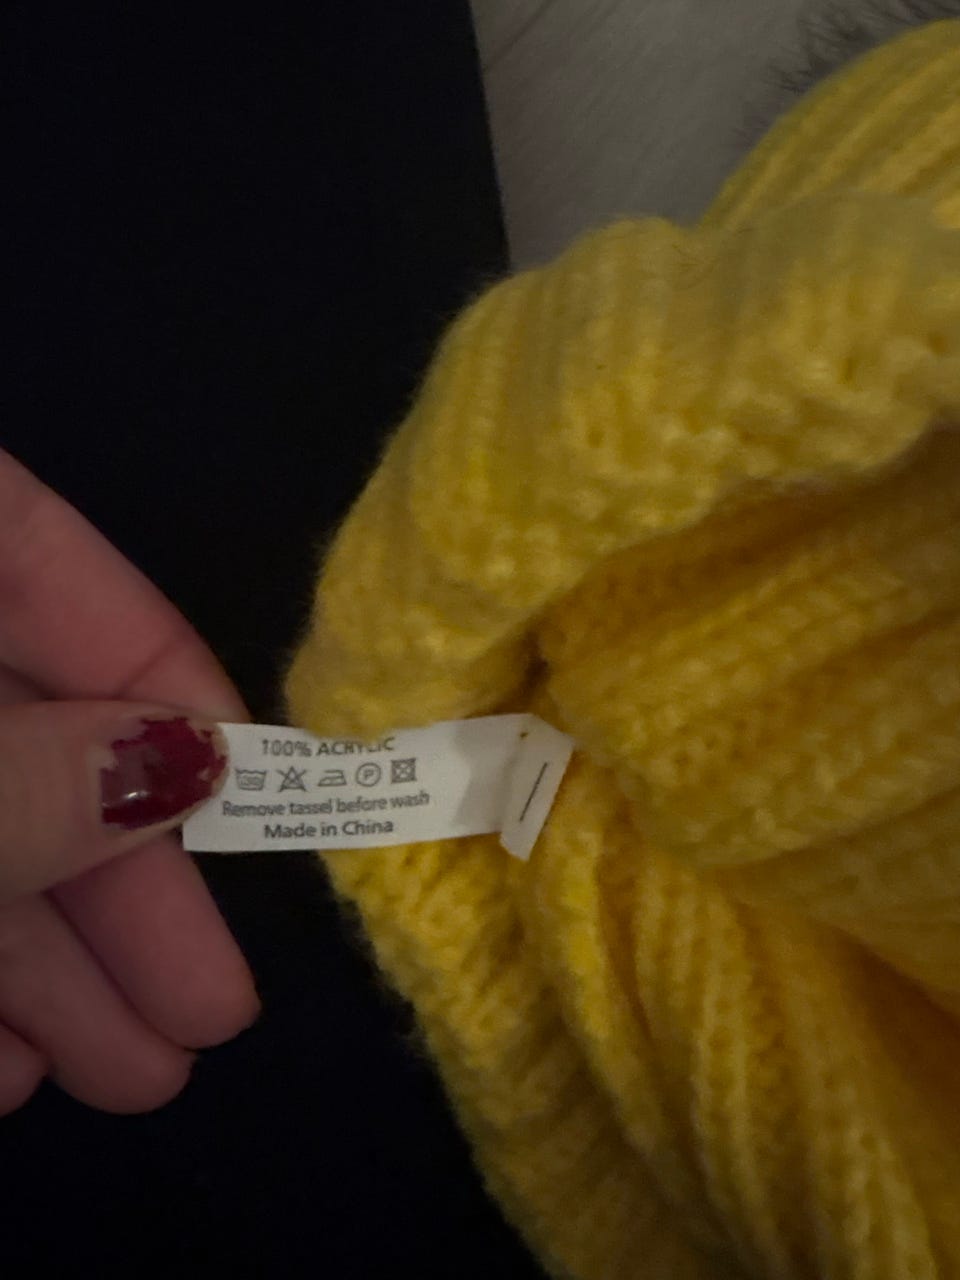 100% ACRYLIC
P
Remove tassel before wash
Made in China